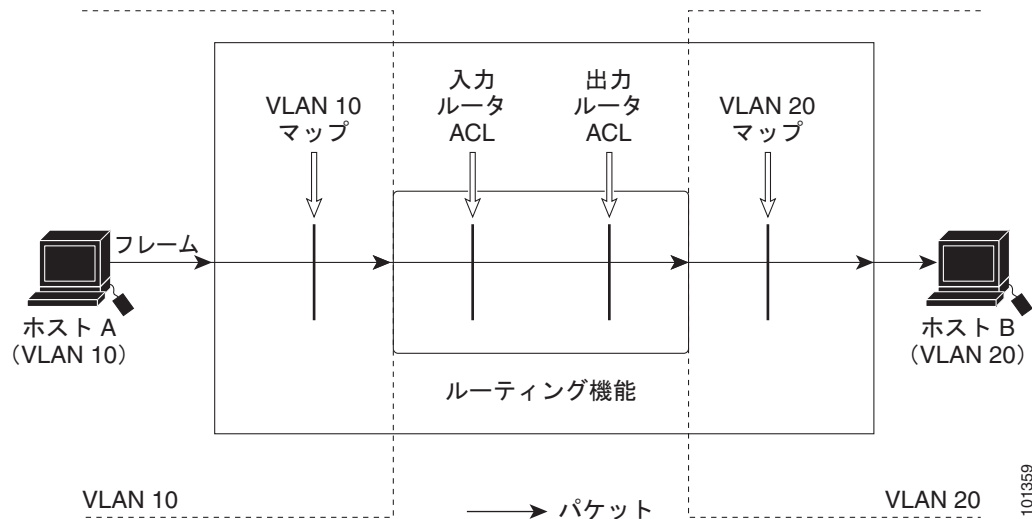 VLAN 10
マップ
入力
ルータ
ACL
出力
ルータ
ACL
VLAN 20
マップ
フレーム
ホスト A
（VLAN 10）
ホスト B
（VLAN 20）
ルーティング機能
VLAN 10
パケット
VLAN 20
101359